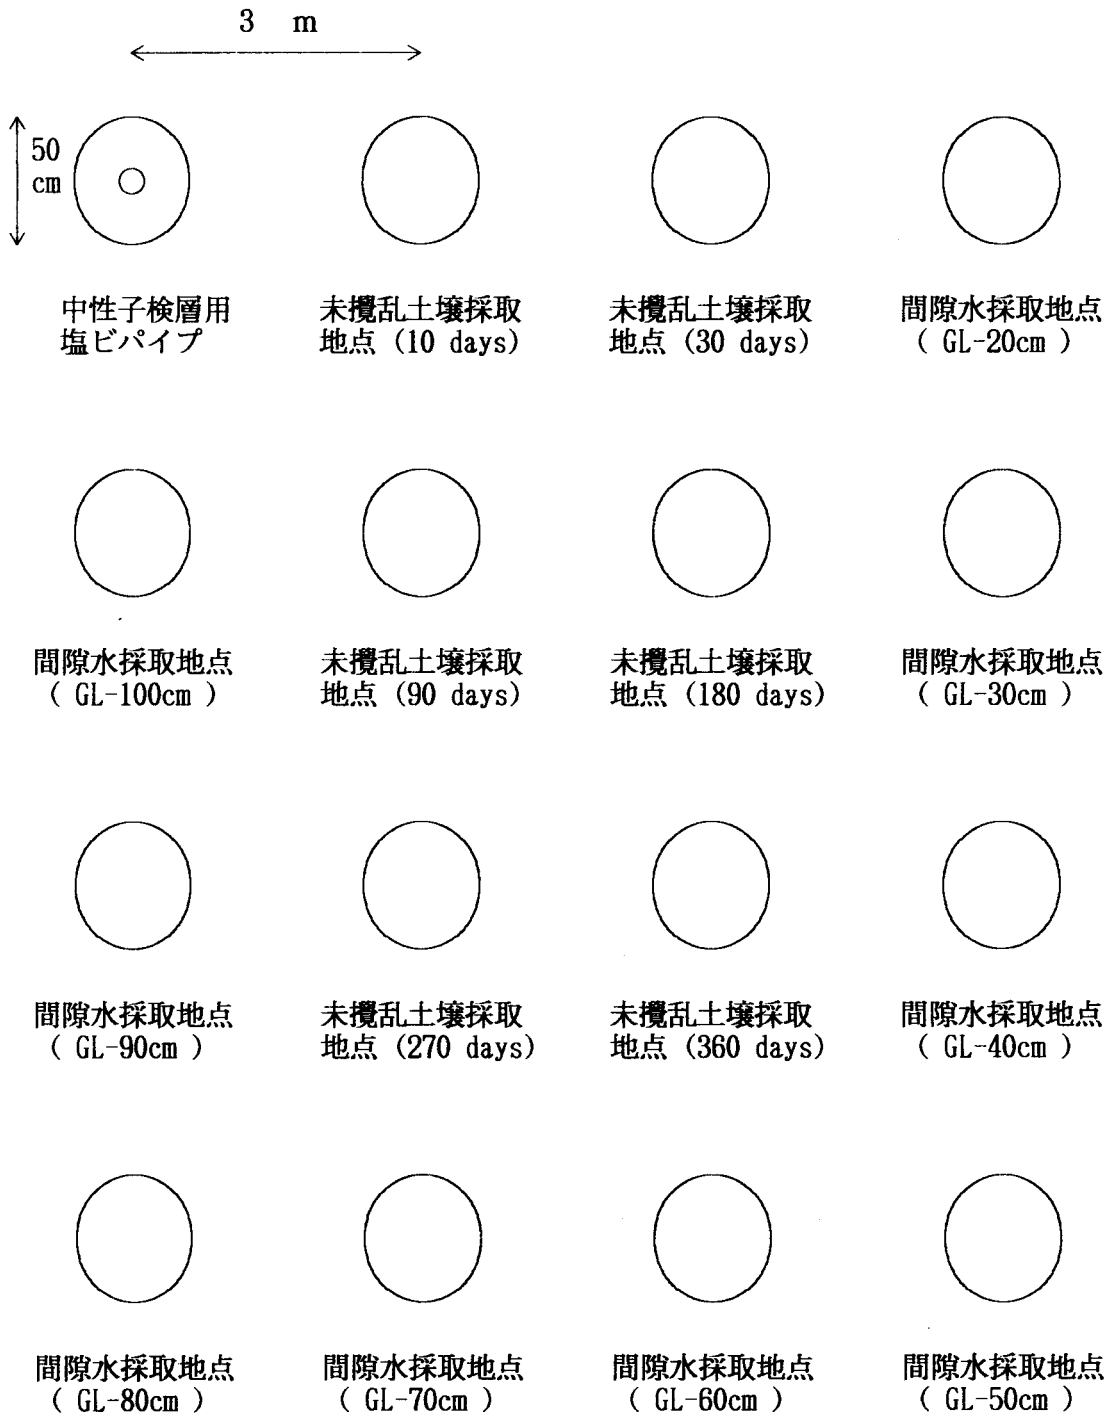 3 m
50
cm
中性子検層用
塩ビパイプ
未攪乱土壌採取
地点 (10 days)
未攪乱土壌採取
地点 (30 days)
間隙水採取地点
( GL-20cm )
間隙水採取地点
( GL-100cm )
未攪乱土壌採取
地点 (90 days)
未攪乱土壌採取
地点 (180 days)
間隙水採取地点
( GL-30cm )
間隙水採取地点
( GL-90cm )
未攪乱土壌採取
地点 (270 days)
未攪乱土壌採取
地点 (360 days)
間隙水採取地点
( GL-40cm )
間隙水採取地点
( GL-80cm )
間隙水採取地点
( GL-70cm )
間隙水採取地点
( GL-60cm )
間隙水採取地点
( GL-50cm )